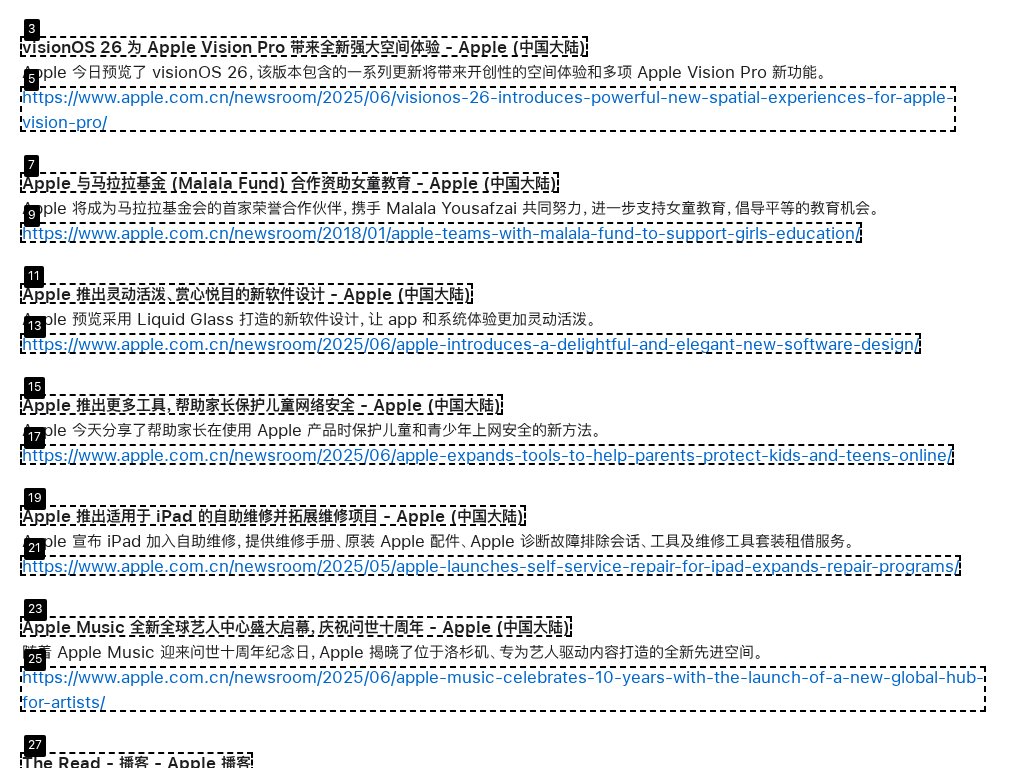 3
visionOS 26 为 Apple Vision Pro 带来全新强大空间体验 - Apple (中国大陆)
Apple 今日预览了 visionOS 26，该版本包含的一系列更新将带来开创性的空间体验和多项 Apple Vision Pro 新功能。
5
https://www.apple.com.cn/newsroom/2025/06/visionos-26-introduces-powerful-new-spatial-experiences-for-apple-
vision-pro/
7
Apple 与马拉拉基金 (Malala Fund) 合作资助女童教育 - Apple (中国大陆)
Apple 将成为马拉拉基金会的首家荣誉合作伙伴，携手 Malala Yousafzai 共同努力，进一步支持女童教育，倡导平等的教育机会。
9
https://www.apple.com.cn/newsroom/2018/01/apple-teams-with-malala-fund-to-support-girls-education/
11
Apple 推出灵动活泼、赏心悦目的新软件设计 - Apple (中国大陆)
Apple 预览采用 Liquid Glass 打造的新软件设计，让 app 和系统体验更加灵动活泼。
13
https://www.apple.com.cn/newsroom/2025/06/apple-introduces-a-delightful-and-elegant-new-software-design/
15
Apple 推出更多工具，帮助家长保护儿童网络安全 - Apple (中国大陆)
Apple 今天分享了帮助家长在使用 Apple 产品时保护儿童和青少年上网安全的新方法。
17
https://www.apple.com.cn/newsroom/2025/06/apple-expands-tools-to-help-parents-protect-kids-and-teens-online/
19
Apple 推出适用于 iPad 的自助维修并拓展维修项目 - Apple (中国大陆)
Apple 宣布 iPad 加入自助维修，提供维修手册、原装 Apple 配件、Apple 诊断故障排除会话、工具及维修工具套装租借服务。
21
https://www.apple.com.cn/newsroom/2025/05/apple-launches-self-service-repair-for-ipad-expands-repair-programs/
23
Apple Music 全新全球艺人中心盛大启幕，庆祝问世十周年 - Apple (中国大陆)
随着 Apple Music 迎来问世十周年纪念日，Apple 揭晓了位于洛杉矶、专为艺人驱动内容打造的全新先进空间。
25
https://www.apple.com.cn/newsroom/2025/06/apple-music-celebrates-10-years-with-the-launch-of-a-new-global-hub-
for-artists/
27
The Read - 播客 - Apple 播客